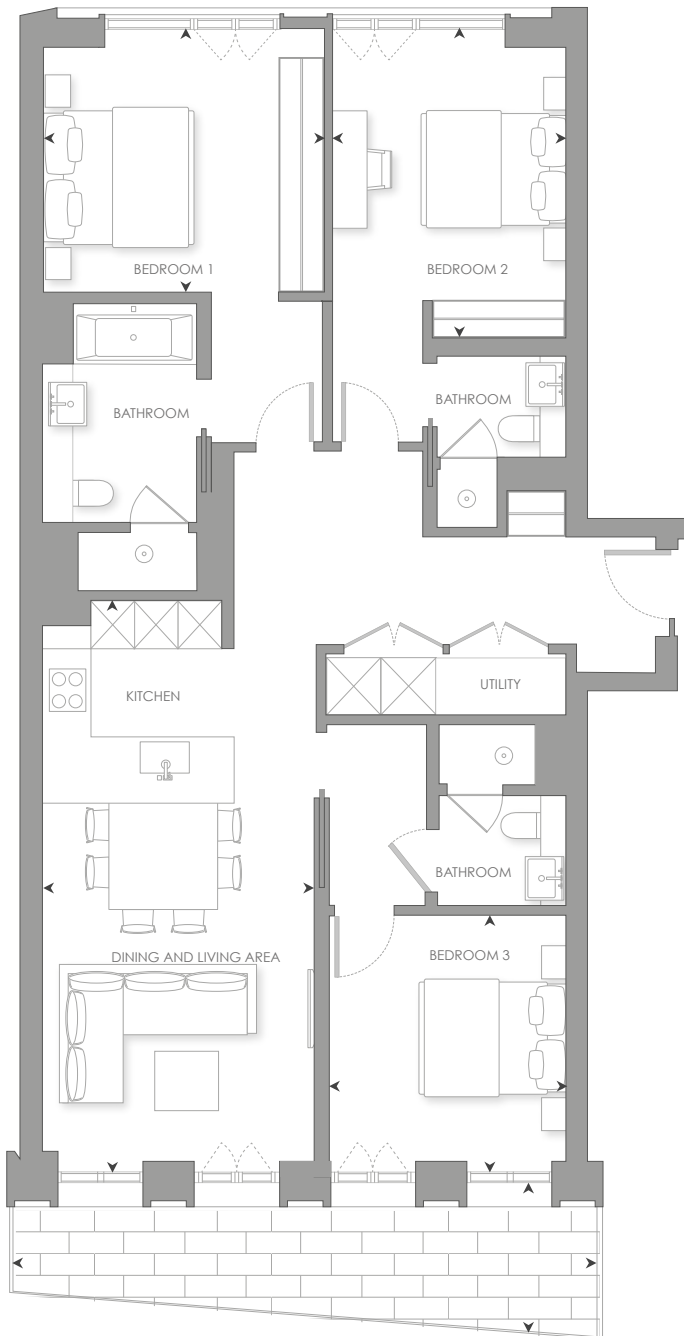 BEDROOM 1
BEDROOM 2
BATHROOM
BATHROOM
KITCHEN
UTILITY
BATHROOM
DINING AND LIVING AREA
BEDROOM 3